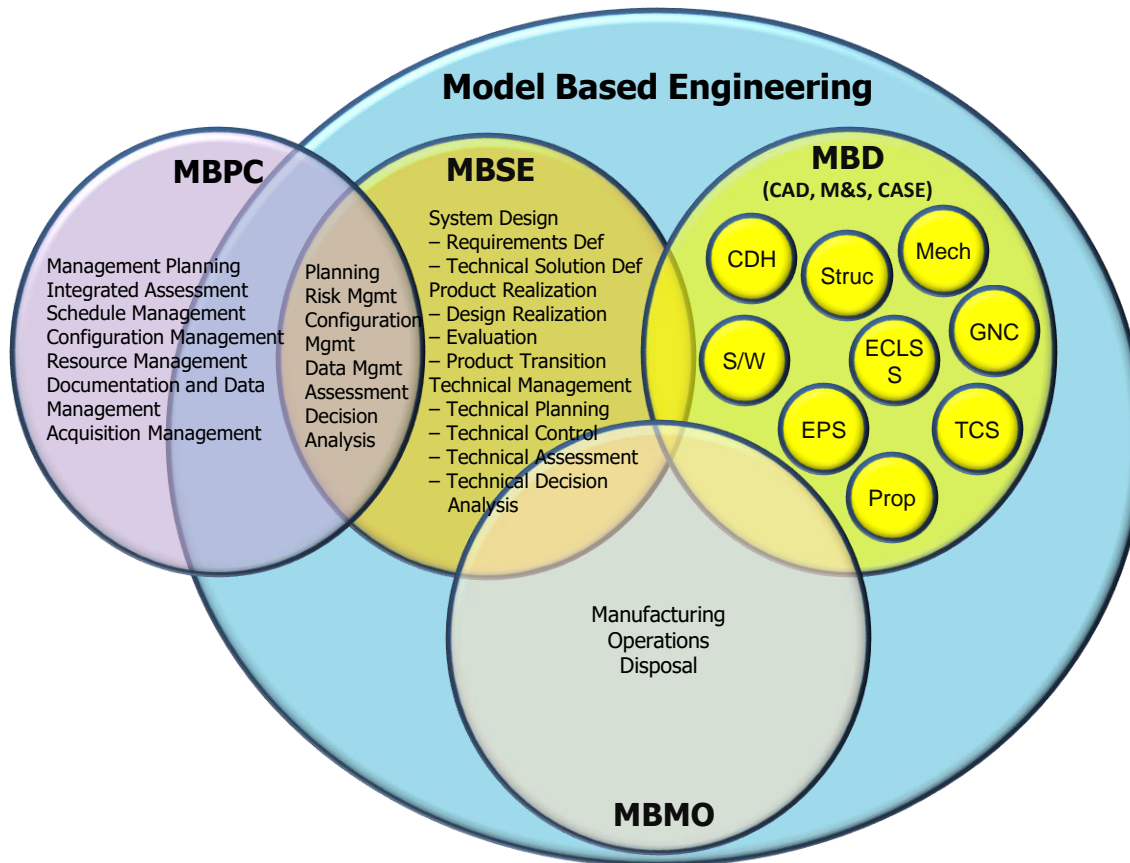 Model Based Engineering
MBPC
Management Planning
Integrated Assessment
Schedule Management
Configuration Management
Resource Management
Documentation and Data
Management
Acquisition Management
Planning
Risk Mgmt
Configuration
Mgmt
Data Mgmt
Assessment
Decision
Analysis
MBSE
System Design
– Requirements Def
– Technical Solution Def
Product Realization
– Design Realization
– Evaluation
– Product Transition
Technical Management
– Technical Planning
– Technical Control
– Technical Assessment
– Technical Decision
Analysis
MBD
(CAD, M&S, CASE)
CDH
Struc
Mech
S/W
ECLS
S
GNC
EPS
TCS
Prop
Manufacturing
Operations
Disposal
MBMO